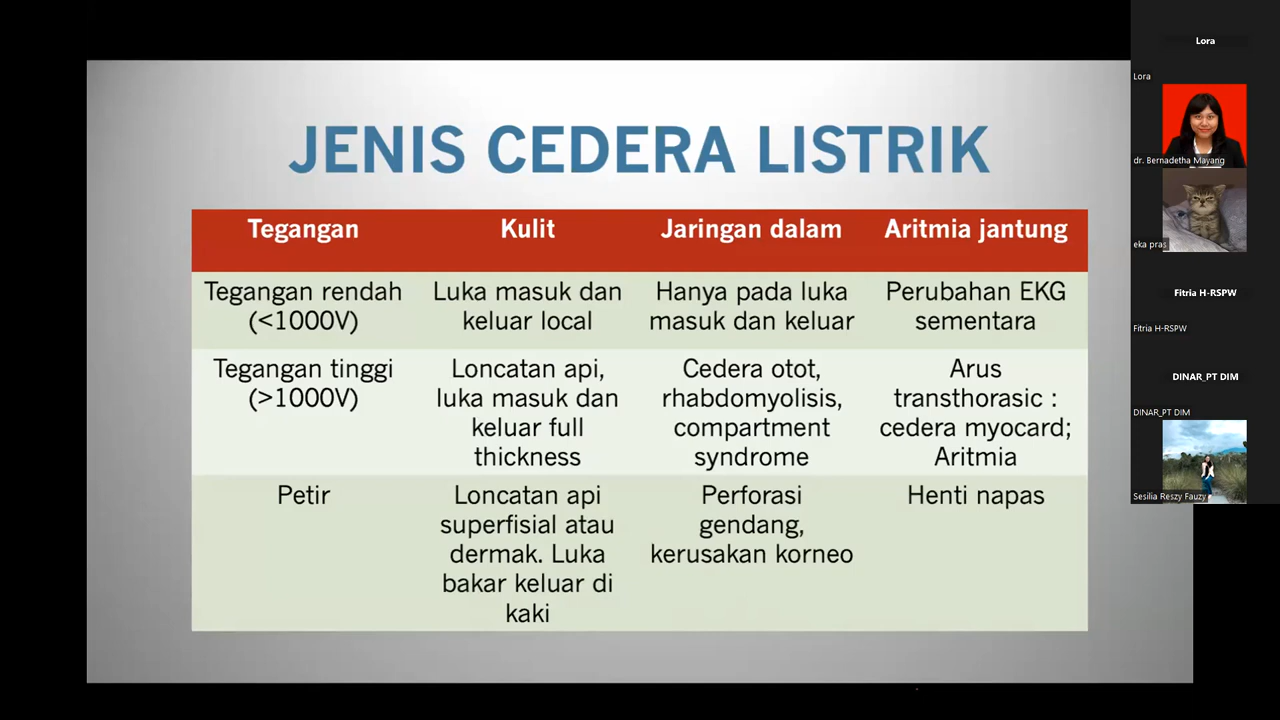 JENIS CEDERA LISTRIK
Tegangan
Kulit
Jaringan dalam
Aritmia jantung
Tegangan rendah
(<1000V)
Luka masuk dan
keluar local
Hanya pada luka
masuk dan keluar
Perubahan EKG
sementara
Tegangan tinggi
(>1000V)
Loncatan api,
luka masuk dan
keluar full
thickness
Cedera otot,
rhabdomyolisis,
compartment
syndrome
Arus
transthorasic :
cedera myocard;
Aritmia
Petir
Loncatan api
superfisial atau
dermak. Luka
bakar keluar di
kaki
Perforasi
gendang,
kerusakan korneo
Henti napas
Lora
Lora
dr. Bernadetha Mayang
eka pras
Fitria H-RSPW
Fitria H-RSPW
DINAR_PT DIM
DINAR_PT DIM
Sesilia Reszy Fauzy